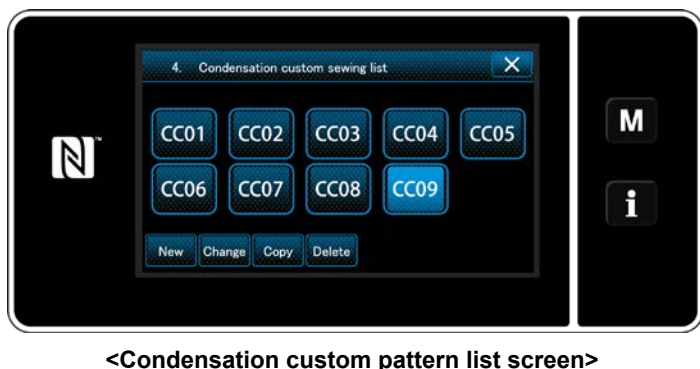 4. Condensation custom sewing list
CC01 CC02 CC03 CC04 CC05
CC06 CC07 CC08 CC09
New Change Copy Delete
M
i
N™
<Condensation custom pattern list screen>